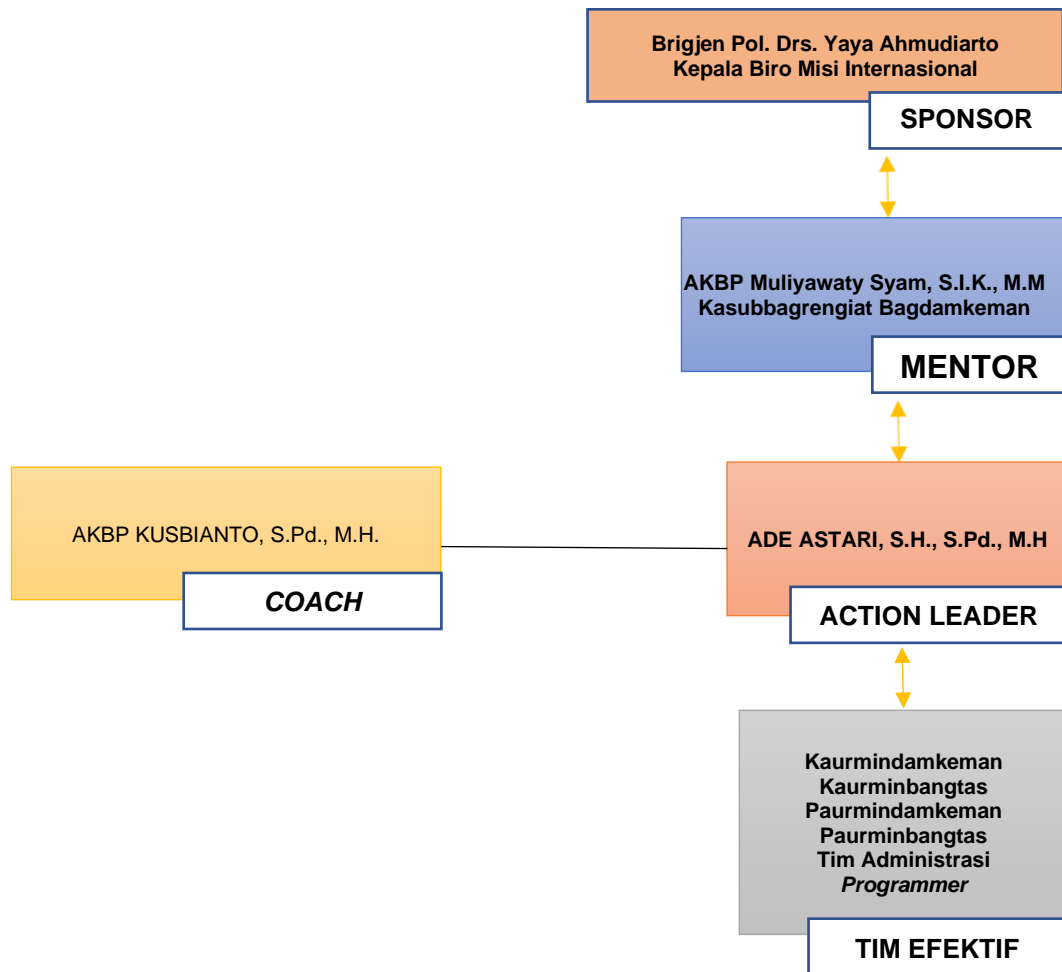 Brigjen Pol. Drs. Yaya Ahmudiarto
Kepala Biro Misi Internasional
SPONSOR
AKBP Muliyawaty Syam, S.I.K., M.M
Kasubbagrengiat Bagdamkeman
MENTOR
AKBP KUSBIANTO, S.Pd., M.H.
COACH
ADE ASTARI, S.H., S.Pd., M.H
ACTION LEADER
Kaurmindamkeman
Kaurminbangtas
Paurmindamkeman
Paurminbangtas
Tim Administrasi
Programmer
TIM EFEKTIF